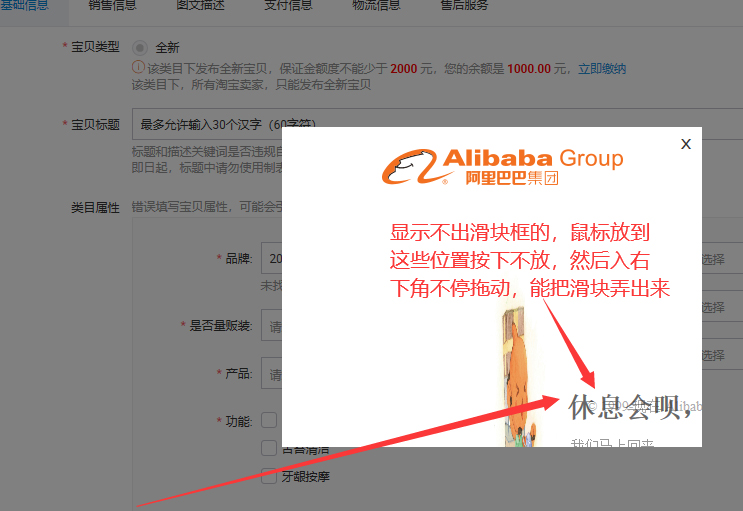 基础信息 销售信息 图文描述 支付信息 物流信息 售后服务
* 宝贝类型 全新
该类目下发布全新宝贝，保证金额度不能少于 2000 元，您的余额是 1000.00 元，立即缴纳
该类目下，所有淘宝卖家，只能发布全新宝贝
* 宝贝标题 最多允许输入30个汉字（60字符）
标题和描述关键词是否违规自
即日起，标题中请勿使用制表
X
Alibaba Group
阿里巴巴集团
®
类目属性 错误填写宝贝属性，可能会引
显示不出滑块框的，鼠标放到
这些位置按下不放，然后入右
下角不停拖动，能把滑块弄出来
* 品牌: 20 选择
未找
* 是否量贩装: 请 选择
* 产品: 请 选择
休息会呗，
* 功能:
我们马上回来
舌苔清洁
牙龈按摩